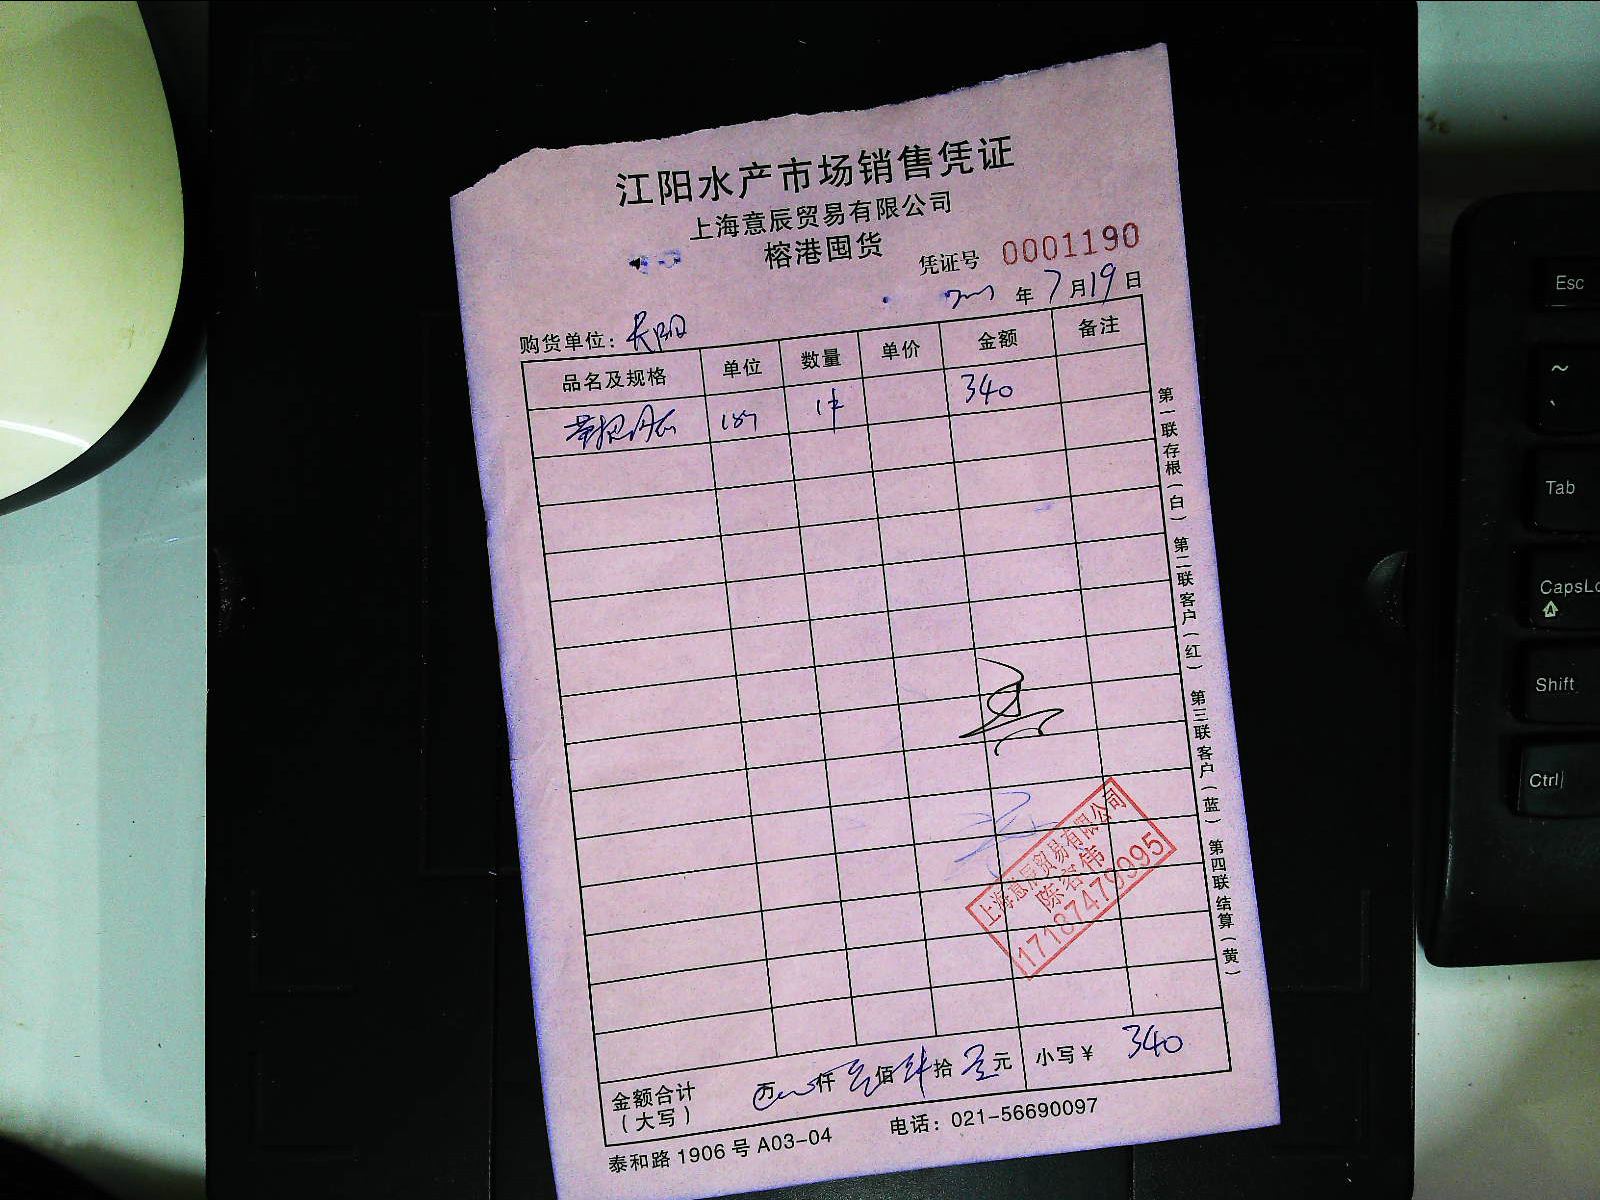 江阳水产市场销售凭证
上海意辰贸易有限公司
榕港囤货
凭证号 0001190
年7月19日
购货单位：
品名及规格 单位 数量 单价 金额 备注
340
第一联存根（白） 第二联客户（红） 第三联客户（蓝） 第四联结算（黄）
上海意辰贸易有限公司
陈容伟
17187479995
金额合计（大写） 万 仟 佰 拾 元 小写￥ 340
泰和路1906号A03-04 电话：021-56690097
Esc
~
Tab
CapsLo
Shift
Ctrl